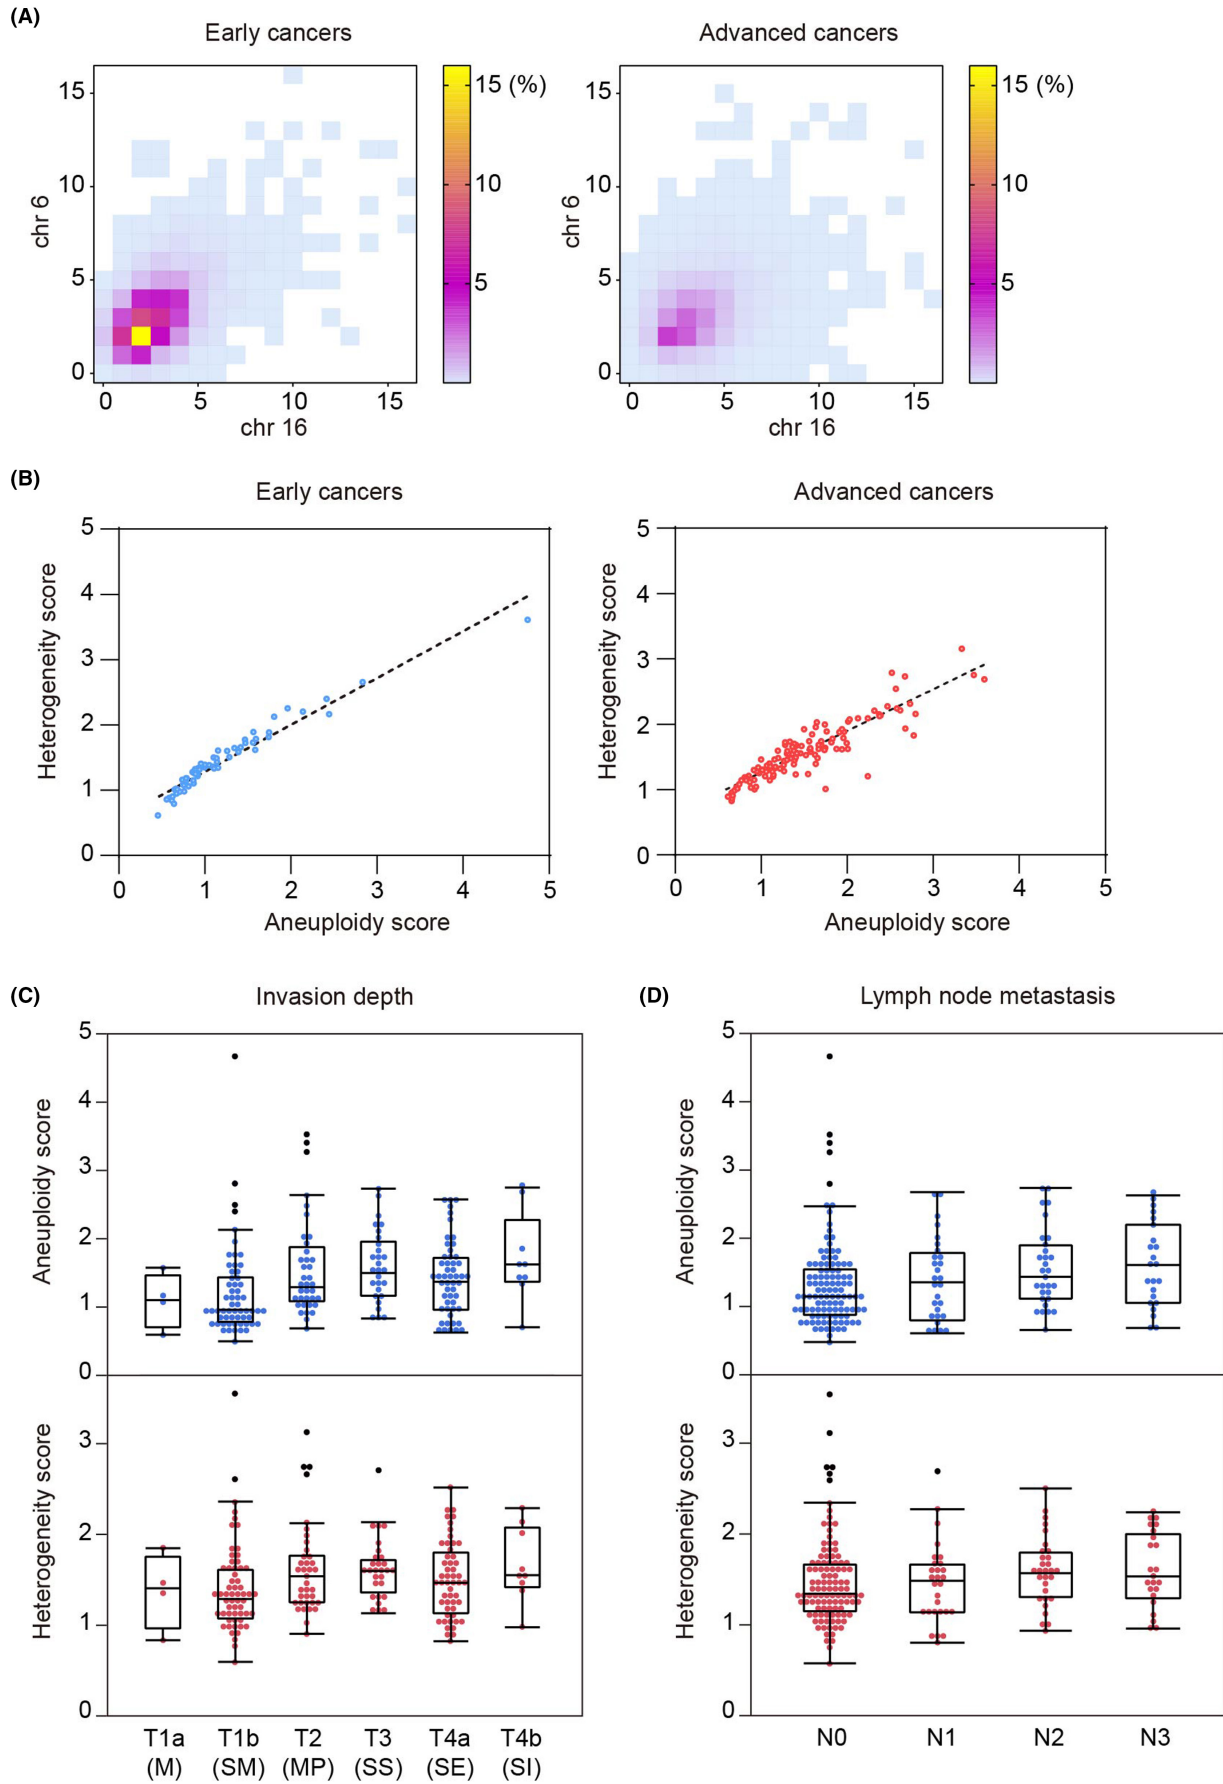 (A)
Early cancers
Advanced cancers
15
10
5
0
chr 6
0 5 10 15
chr 16
15 (%)
10
5
15
10
5
0
chr 6
0 5 10 15
chr 16
15 (%)
10
5
(B)
Early cancers
Advanced cancers
5
4
3
2
1
0
Heterogeneity score
0 1 2 3 4 5
Aneuploidy score
5
4
3
2
1
0
Heterogeneity score
0 1 2 3 4 5
Aneuploidy score
(C)
Invasion depth
5
4
3
2
1
0
Aneuploidy score
3
2
1
0
Heterogeneity score
T1a T1b T2 T3 T4a T4b
(M) (SM) (MP) (SS) (SE) (SI)
(D)
Lymph node metastasis
5
4
3
2
1
0
Aneuploidy score
3
2
1
0
Heterogeneity score
N0 N1 N2 N3